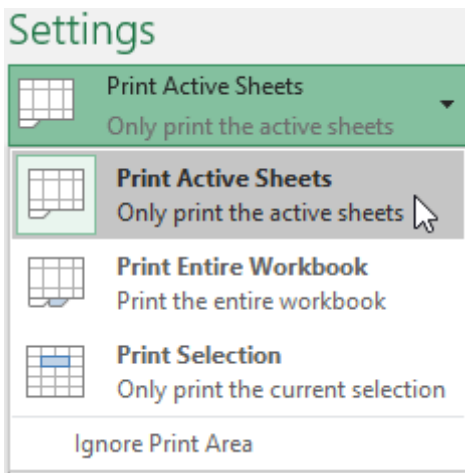 Settings
Print Active Sheets
Only print the active sheets
Print Active Sheets
Only print the active sheets
Print Entire Workbook
Print the entire workbook
Print Selection
Only print the current selection
Ignore Print Area